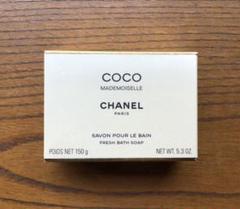 COCO
MADEMOISELLE
CHANEL
PARIS
SAVON POUR LE BAIN
FRESH BATH SOAP
POIDS NET 150 g
NET WT. 5.3 OZ.